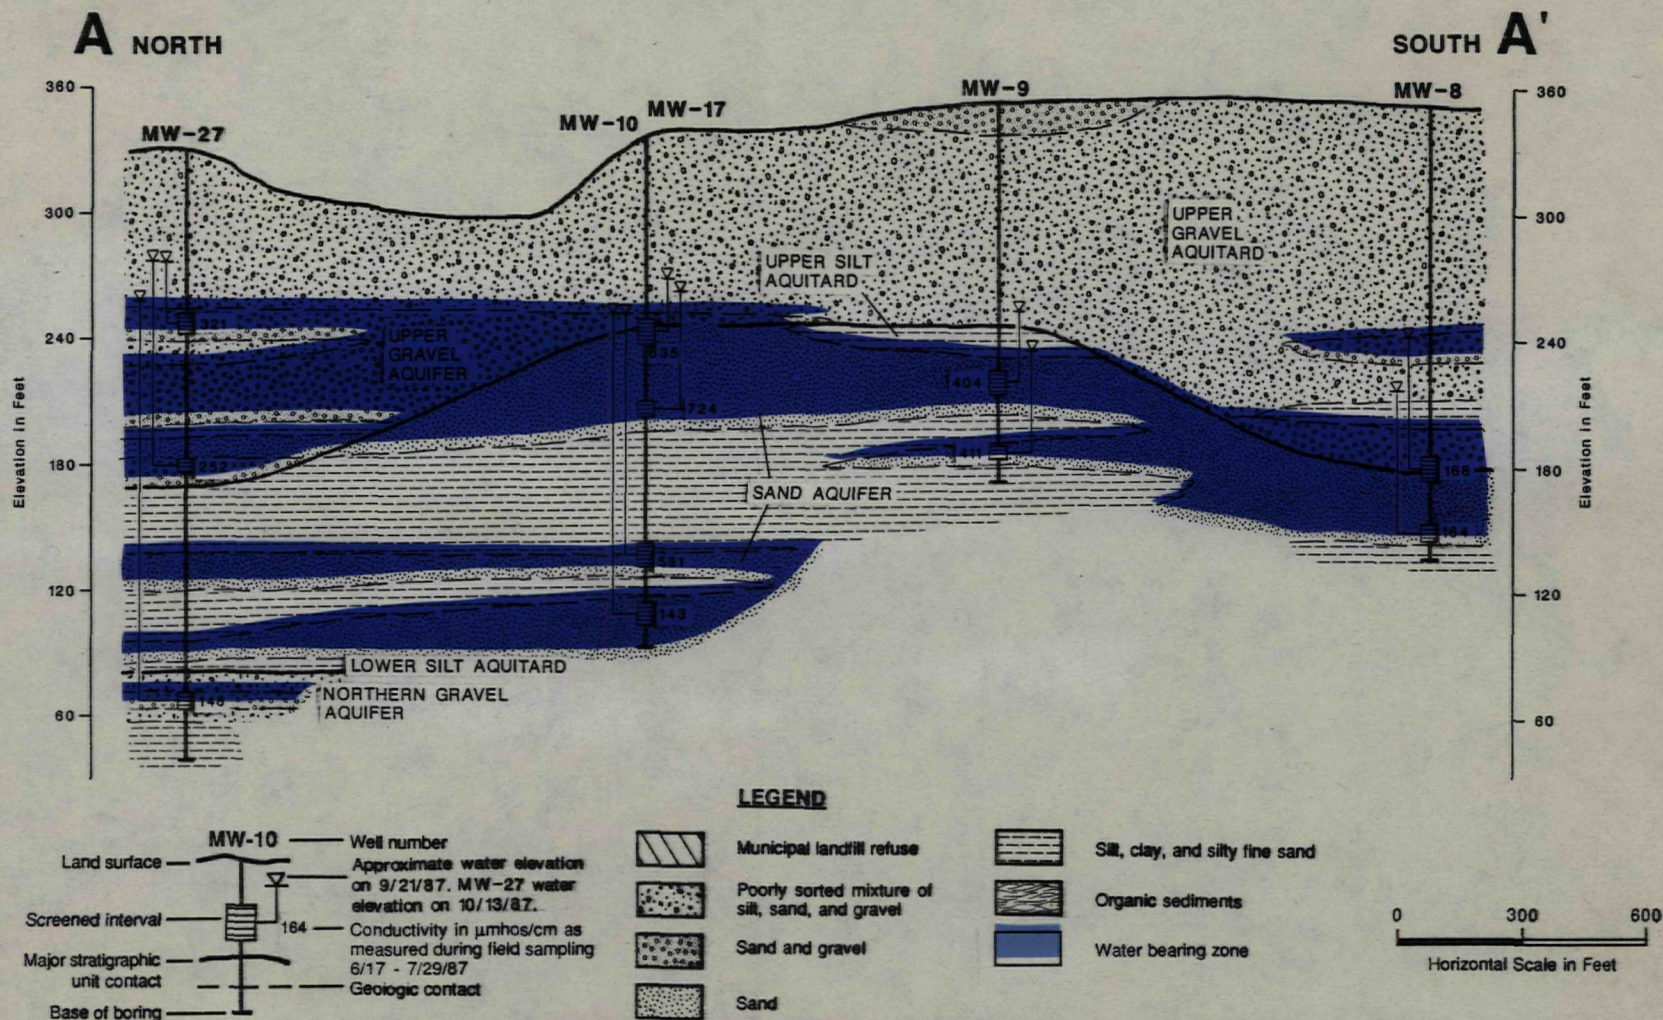 A NORTH
SOUTH A'
360
300
240
180
120
60
Elevation in Feet
360
300
240
180
120
60
Elevation in Feet
MW-27
MW-10
MW-17
MW-9
MW-8
UPPER GRAVEL AQUITARD
UPPER SILT AQUITARD
UPPER GRAVEL AQUIFER
SAND AQUIFER
LOWER SILT AQUITARD
NORTHERN GRAVEL AQUIFER
321
252
148
635
724
591
143
404
411
168
164
LEGEND
MW-10
Well number
Land surface
Approximate water elevation
on 9/21/87. MW-27 water
elevation on 10/13/87.
Screened interval
164
Conductivity in µmhos/cm as
measured during field sampling
6/17 - 7/29/87
Major stratigraphic
unit contact
Geologic contact
Base of boring
Municipal landfill refuse
Poorly sorted mixture of
silt, sand, and gravel
Sand and gravel
Sand
Silt, clay, and silty fine sand
Organic sediments
Water bearing zone
0 300 600
Horizontal Scale in Feet